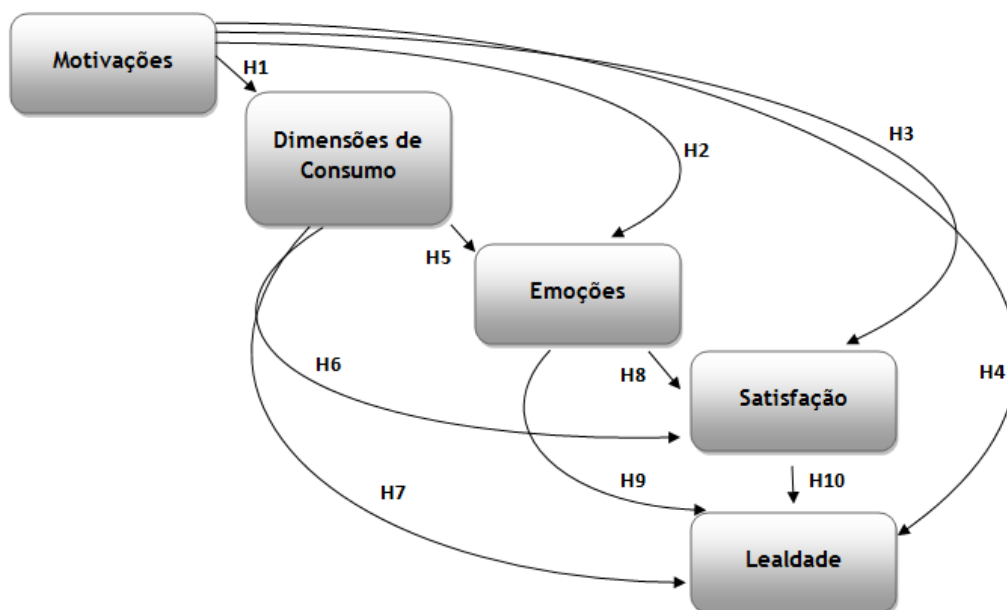 Motivações
H1
Dimensões de
Consumo
H2
H3
H5
Emoções
H6
H8
H4
Satisfação
H7
H9
H10
Lealdade